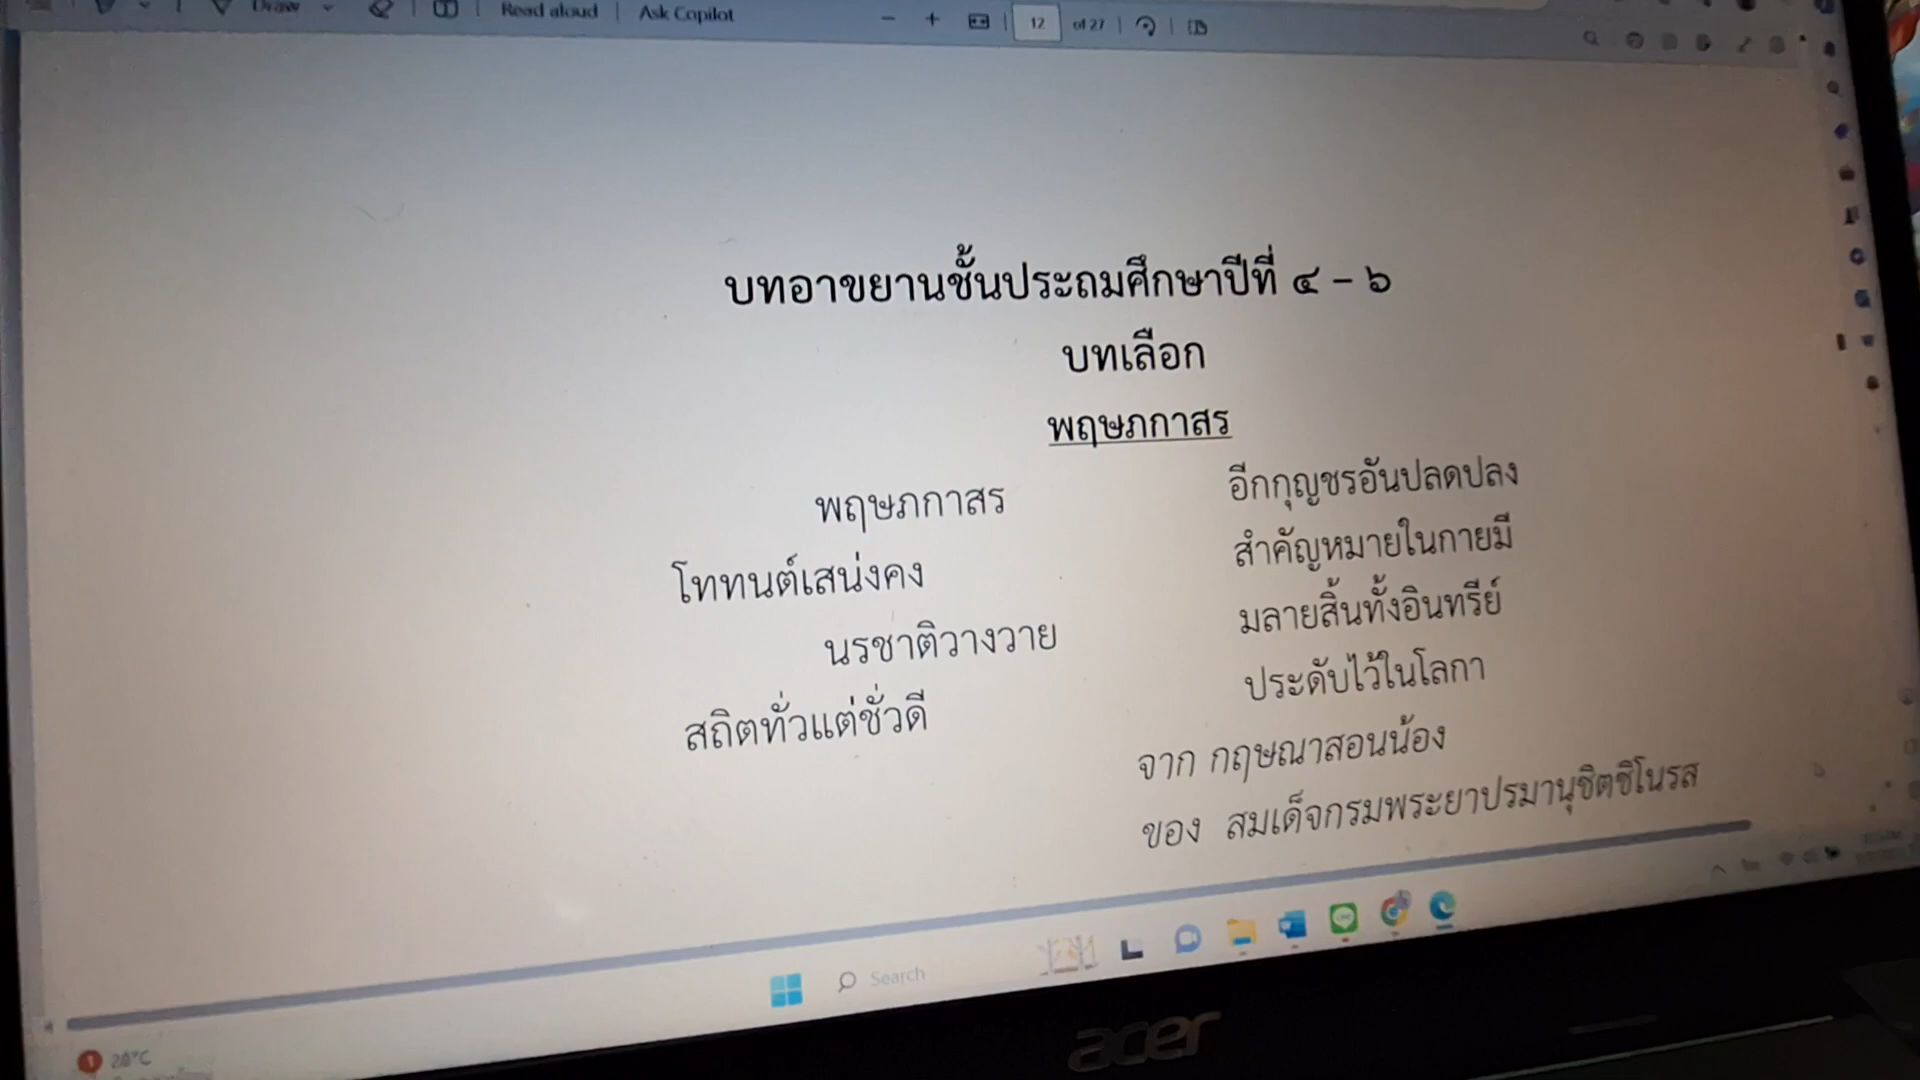 Draw
Read aloud
Ask Copilot
12 of 27
บทอาขยานชั้นประถมศึกษาปีที่ ๔ - ๖
บทเลือก
พฤษภกาสร
พฤษภกาสร อีกกุญชรอันปลดปลง
โททนต์เสน่งคง สำคัญหมายในกายมี
นรชาติวางวาย มลายสิ้นทั้งอินทรีย์
สถิตทั่วแต่ชั่วดี ประดับไว้ในโลกา
จาก กฤษณาสอนน้อง
ของ สมเด็จกรมพระยาปรมานุชิตชิโนรส
Search
acer